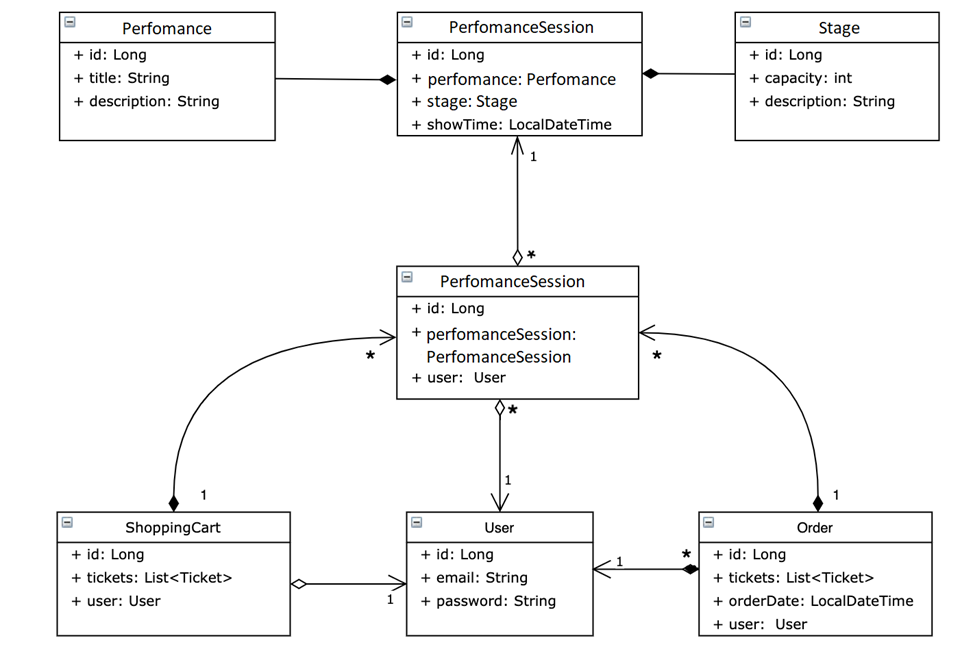 Perfomance
+ id: Long
+ title: String
+ description: String
PerfomanceSession
+ id: Long
+ perfomance: Perfomance
+ stage: Stage
+ showTime: LocalDateTime
Stage
+ id: Long
+ capacity: int
+ description: String
1
*
PerfomanceSession
+ id: Long
+ perfomanceSession:
PerfomanceSession
+ user: User
*
*
*
1
1
1
ShoppingCart
+ id: Long
+ tickets: List<Ticket>
+ user: User
1
User
+ id: Long
+ email: String
+ password: String
1
*
Order
+ id: Long
+ tickets: List<Ticket>
+ orderDate: LocalDateTime
+ user: User